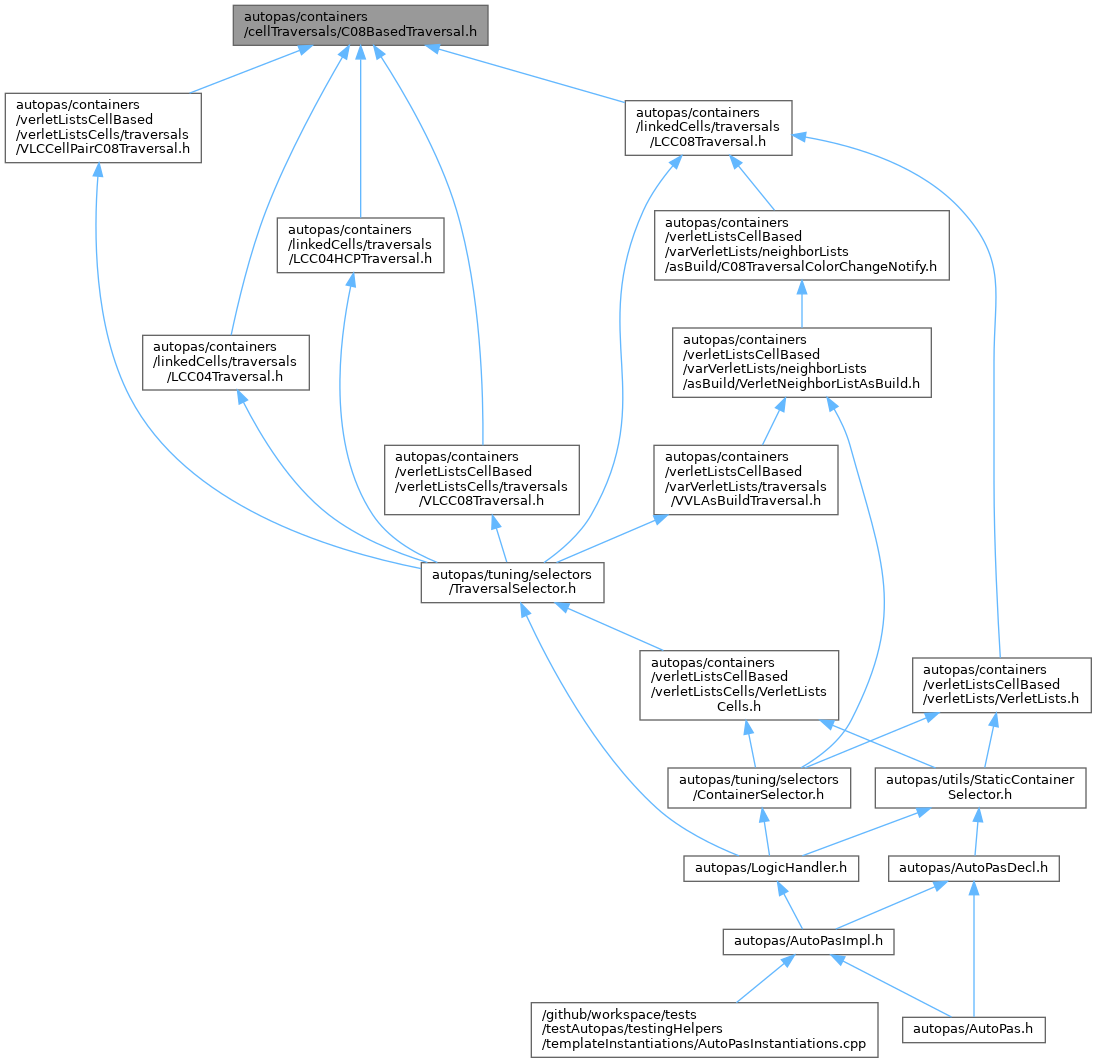 autopas/containers
/cellTraversals/C08BasedTraversal.h
autopas/containers
/verletListsCellBased
/verletListsCells/traversals
/VLCCellPairC08Traversal.h
autopas/containers
/linkedCells/traversals
/LCC08Traversal.h
autopas/containers
/linkedCells/traversals
/LCC04HCPTraversal.h
autopas/containers
/verletListsCellBased
/varVerletLists/neighborLists
/asBuild/C08TraversalColorChangeNotify.h
autopas/containers
/linkedCells/traversals
/LCC04Traversal.h
autopas/containers
/verletListsCellBased
/varVerletLists/neighborLists
/asBuild/VerletNeighborListAsBuild.h
autopas/containers
/verletListsCellBased
/verletListsCells/traversals
/VLCC08Traversal.h
autopas/containers
/verletListsCellBased
/varVerletLists/traversals
/VVLAsBuildTraversal.h
autopas/tuning/selectors
/TraversalSelector.h
autopas/containers
/verletListsCellBased
/verletListsCells/VerletLists
Cells.h
autopas/containers
/verletListsCellBased
/verletLists/VerletLists.h
autopas/tuning/selectors
/ContainerSelector.h
autopas/utils/StaticContainer
Selector.h
autopas/LogicHandler.h
autopas/AutoPasDecl.h
autopas/AutoPasImpl.h
/github/workspace/tests
/testAutopas/testingHelpers
/templateInstantiations/AutoPasInstantiations.cpp
autopas/AutoPas.h